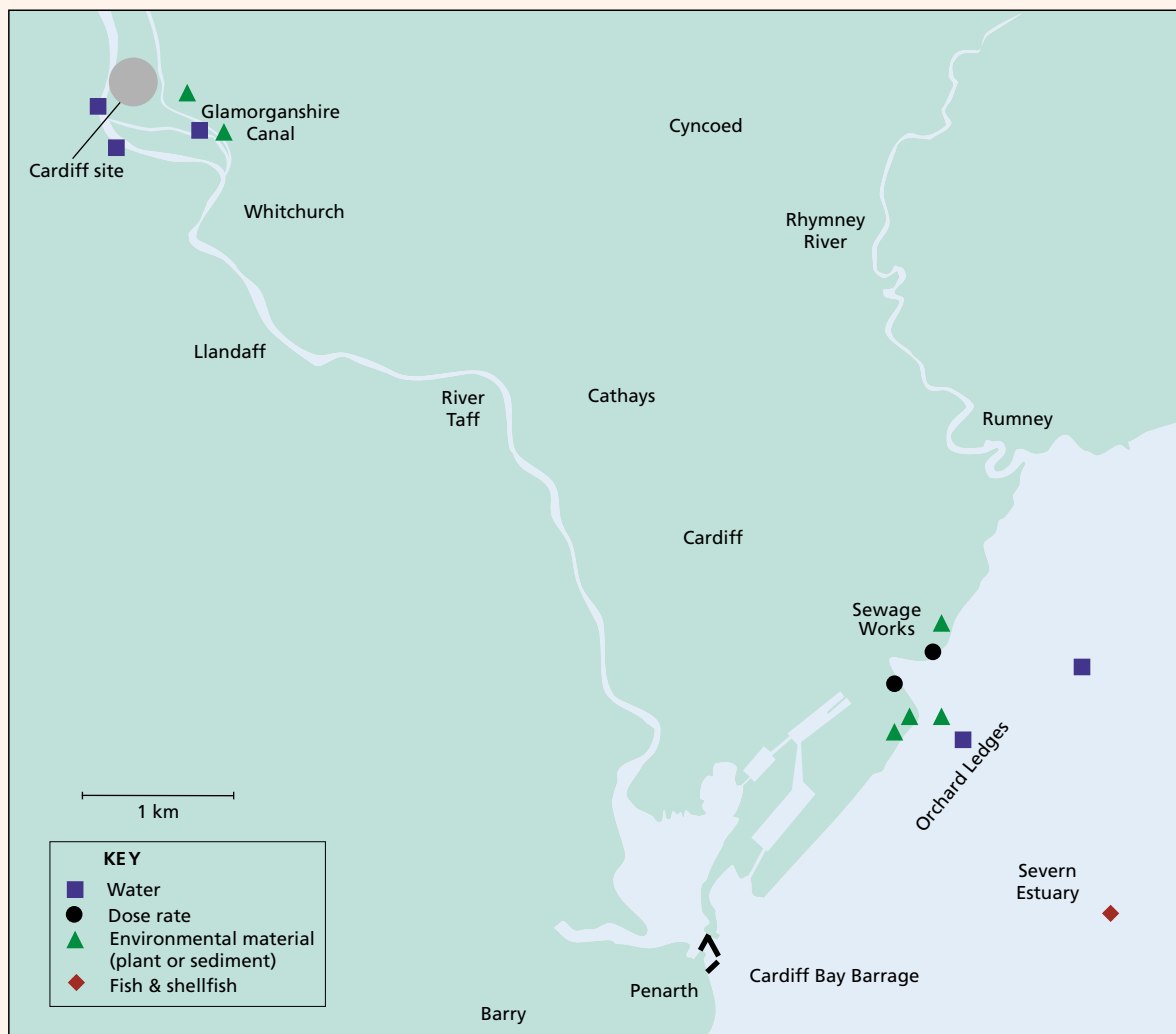 Glamorganshire
Canal
Cyncoed
Cardiff site
Whitchurch
Rhymney
River
Llandaff
River
Taff
Cathays
Rumney
Cardiff
Sewage
Works
Orchard Ledges
1 km
KEY
Water
Dose rate
Environmental material
(plant or sediment)
Fish & shellfish
Severn
Estuary
Cardiff Bay Barrage
Penarth
Barry